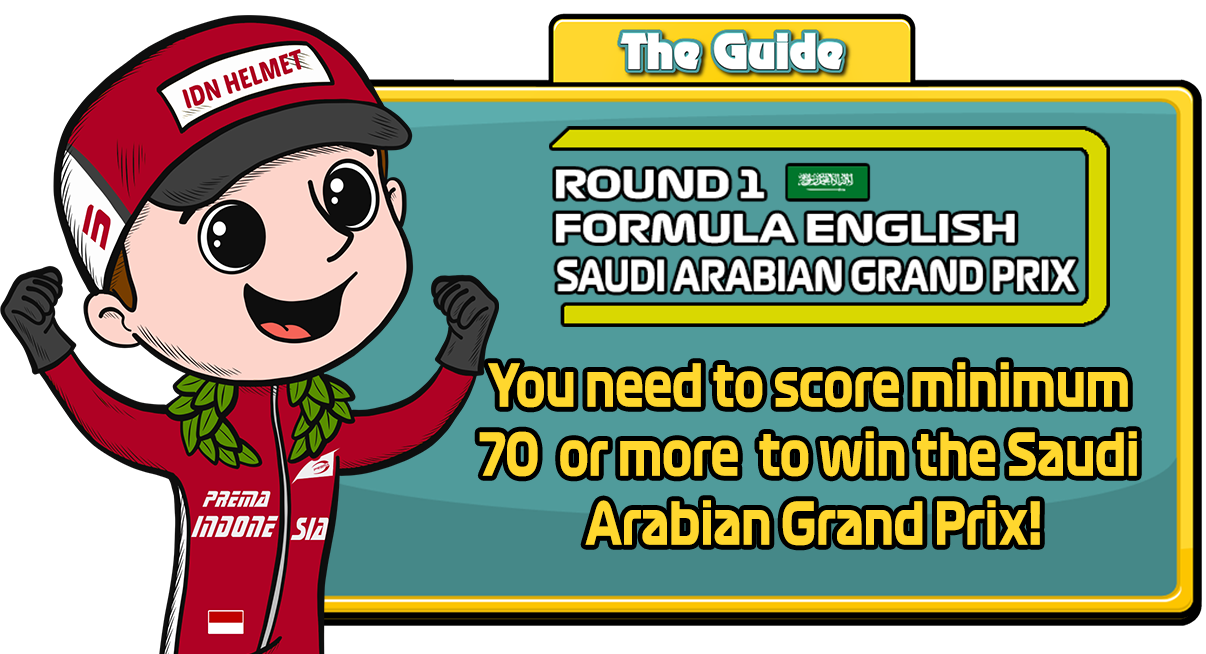 The Guide
IDN HELMET
ROUND 1
FORMULA ENGLISH
SAUDI ARABIAN GRAND PRIX
You need to score minimum
70 or more to win the Saudi
Arabian Grand Prix!
PREMA
INDONE SIA